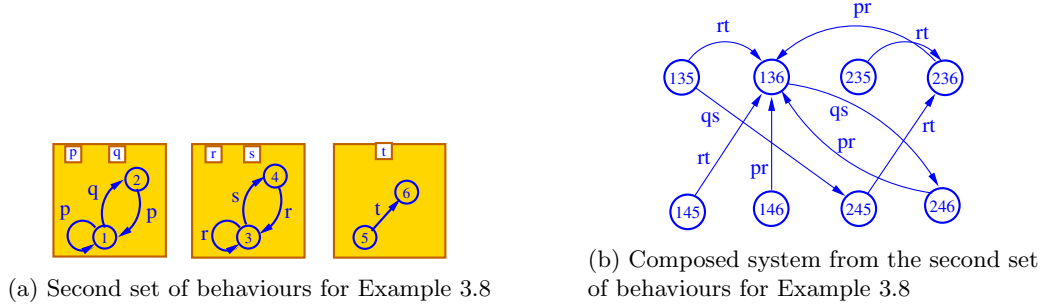 pr
rt
rt
135
136
235
236
qs
qs
rt
pr
rt
pr
145
146
245
246
p
q
r
s
t
2
4
6
q
s
t
p
p
r
r
1
3
5
(a) Second set of behaviours for Example 3.8
(b) Composed system from the second set
of behaviours for Example 3.8